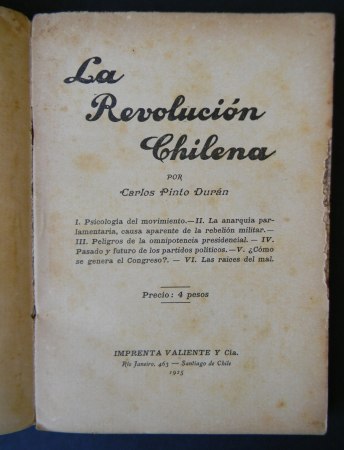 La
Revolución
Chilena
POR
Carlos Pinto Durán
I. Psicología del movimiento.—II. La anarquía par-
lamentaria, causa aparente de la rebelión militar.—
III. Peligros de la omnipotencia presidencial. — IV.
Pasado y futuro de los partidos políticos.—V. ¿Cómo
se genera el Congreso?. — VI. Las raíces del mal.
Precio: 4 pesos
IMPRENTA VALIENTE Y Cía.
Río Janeiro, 463 — Santiago de Chile
1925